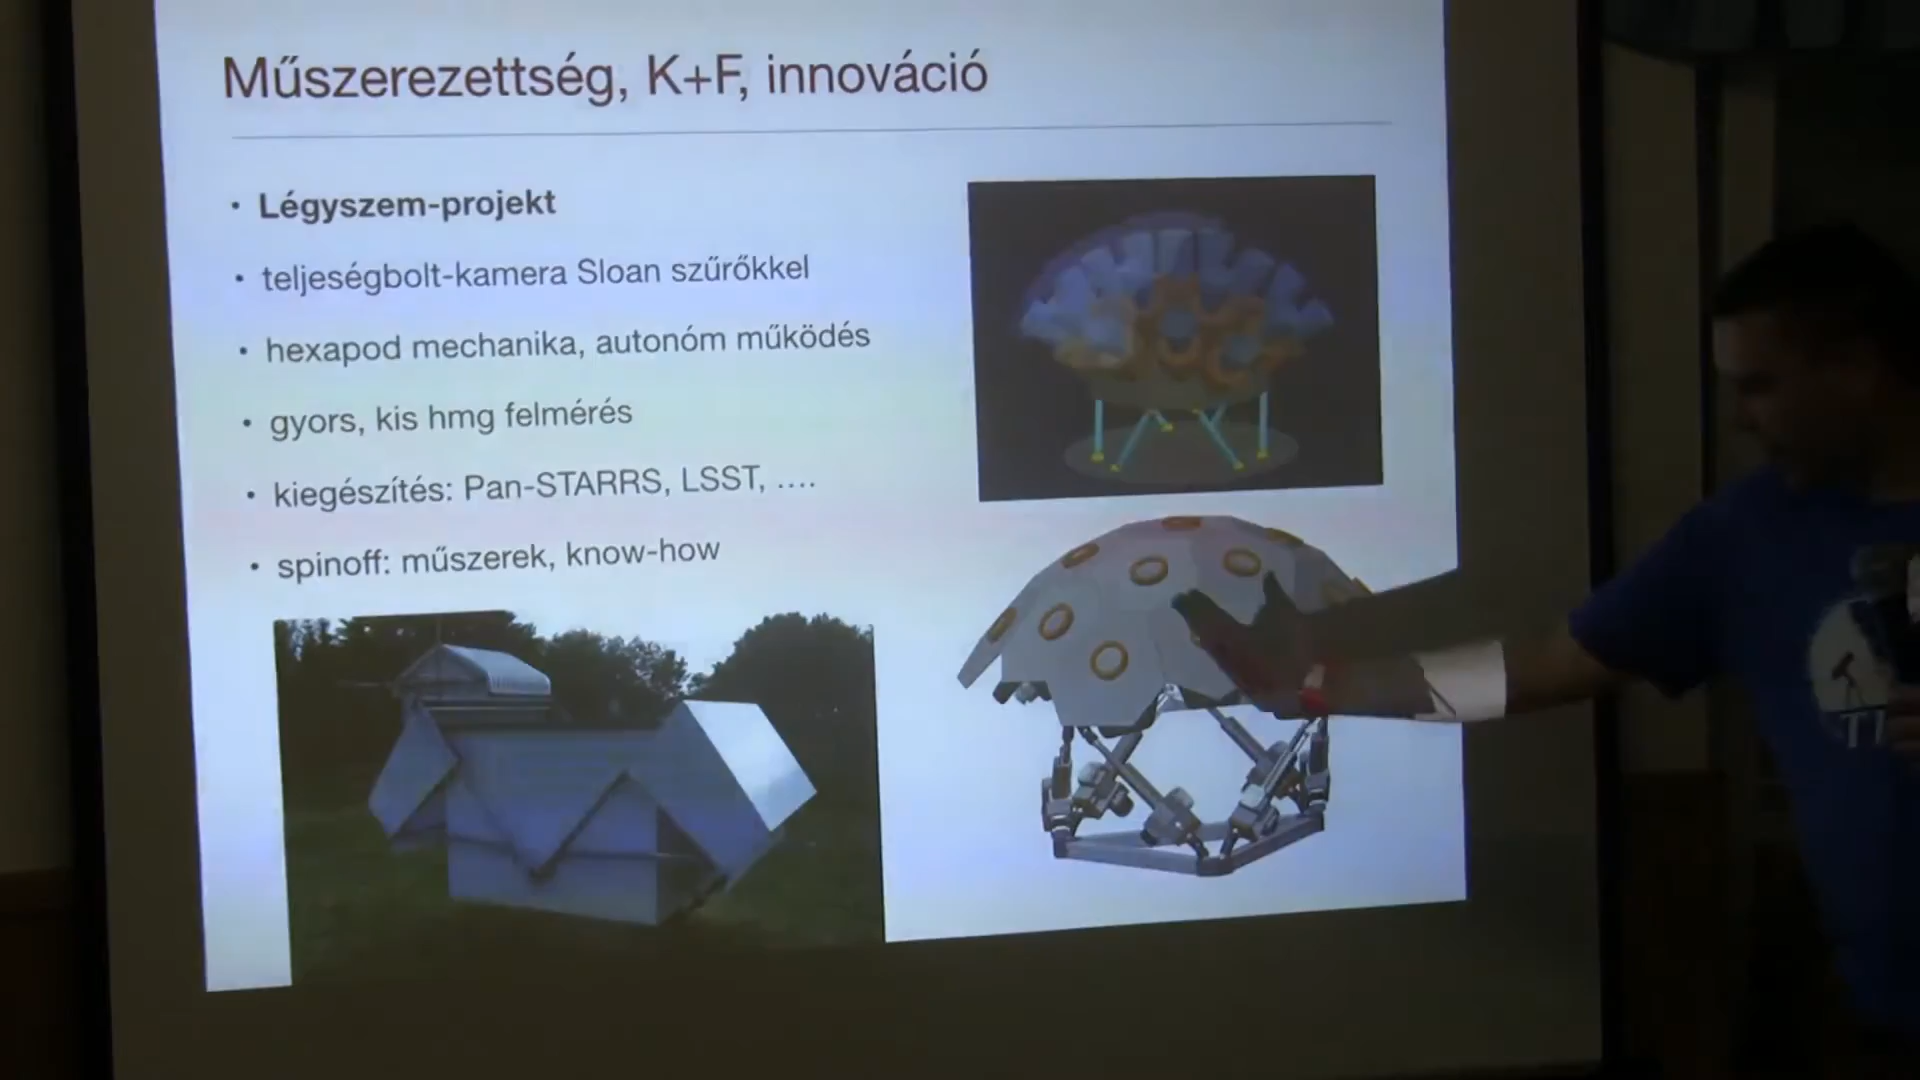 Műszerezettség, K+F, innováció
• Légyszem-projekt
• teljeségbolt-kamera Sloan szűrőkkel
• hexapod mechanika, autonóm működés
• gyors, kis hmg felmérés
• kiegészítés: Pan-STARRS, LSST, ....
• spinoff: műszerek, know-how